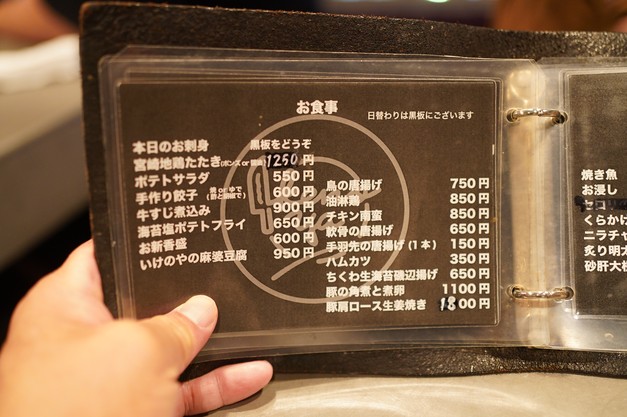 お食事
日替わりは黒板にございます
本日のお刺身 黒板をどうぞ
宮崎地鶏たたき(ポンズor醤油) 1250円
ポテトサラダ 550円
手作り餃子 焼 or ゆで 600円
牛すじ煮込み 900円
海苔塩ポテトフライ 650円
お新香盛 600円
いけのやの麻婆豆腐 950円
鳥の唐揚げ 750円
油淋鶏 850円
チキン南蛮 850円
軟骨の唐揚げ 650円
手羽先の唐揚げ(1本) 150円
ハムカツ 350円
ちくわ生海苔磯辺揚げ 650円
豚の角煮と煮卵 1100円
豚肩ロース生姜焼き 1800円
焼き魚
お浸し
くらかけ
ニラチャ
炙り明太
砂肝大根